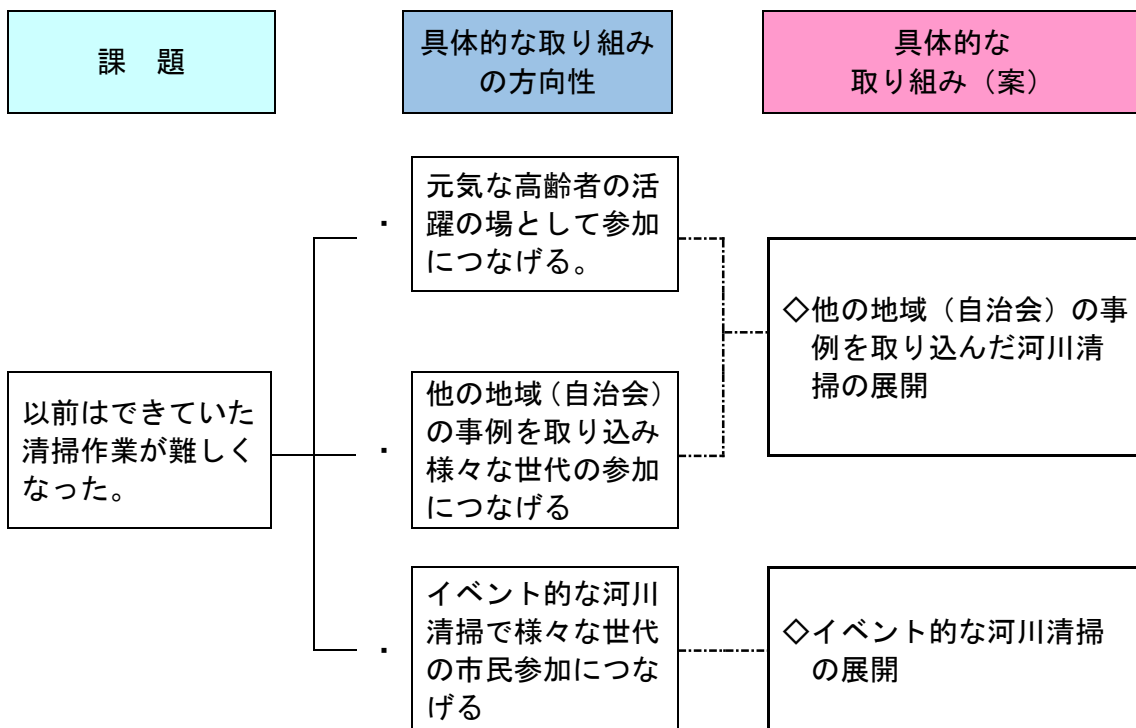 課　題
具体的な取り組み
の方向性
具体的な
取り組み（案）
・
元気な高齢者の活
躍の場として参加
につなげる。
以前はできていた
清掃作業が難しく
なった。
・
他の地域（自治会）
の事例を取り込み
様々な世代の参加
につなげる
◇他の地域（自治会）の事
例を取り込んだ河川清
掃の展開
・
イベント的な河川
清掃で様々な世代
の市民参加につな
げる
◇イベント的な河川清掃
の展開